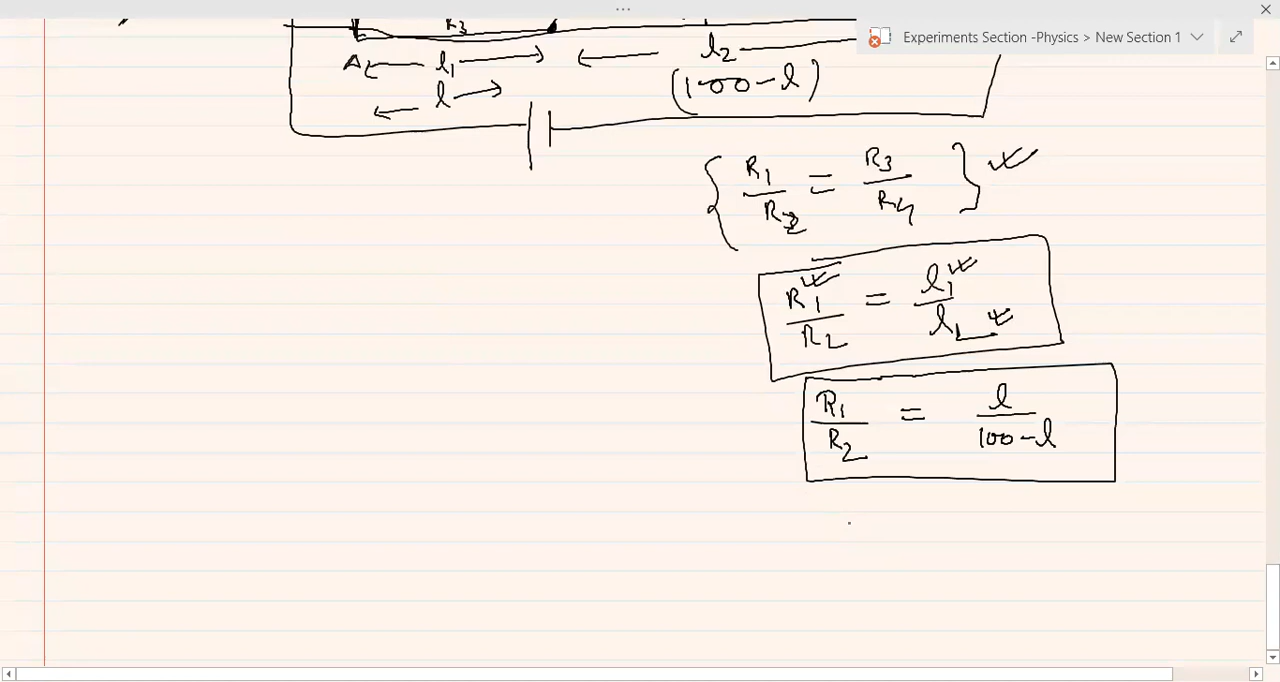 ...
Experiments Section -Physics > New Section 1
R3
A l1 l2
l (100-l)
R1/R2 = R3/R4
R1/R2 = l1/l2
R1/R2 = l/100-l